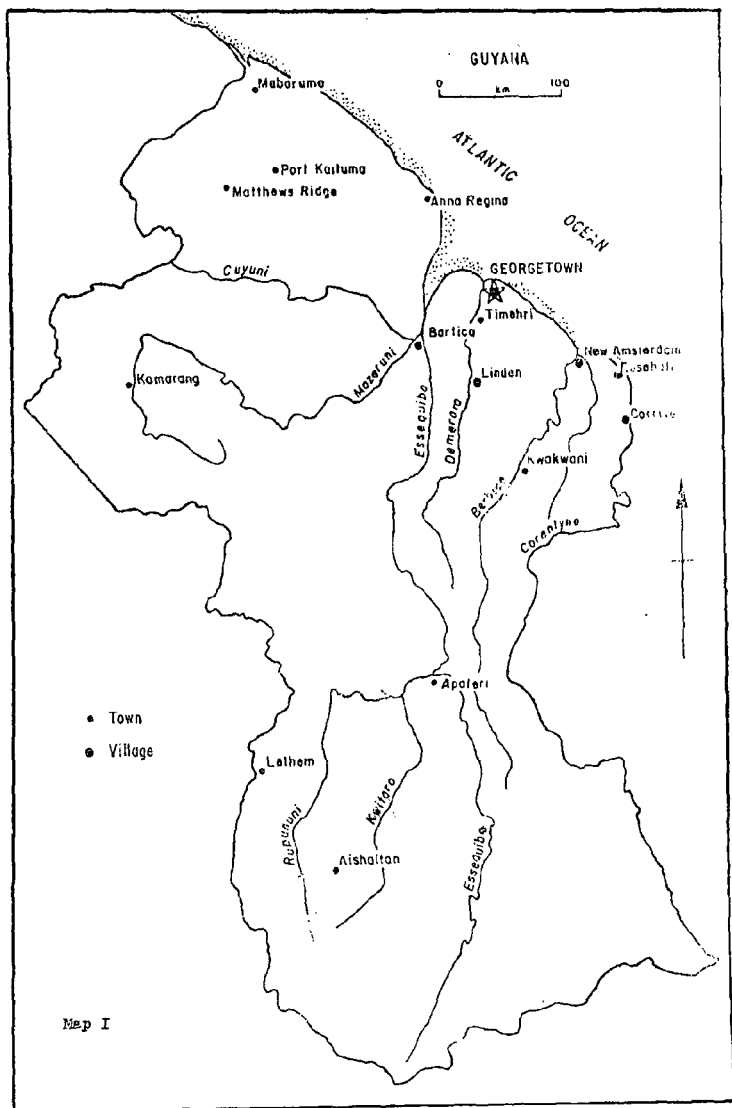 GUYANA
0 100
km
Mabaruma
ATLANTIC
OCEAN
Port Kaituma
Matthews Ridge
Anna Regina
Cuyuni
GEORGETOWN
Timehri
Bartica
New Amsterdam
Kamarang
Mazaruni
Linden
Essequibo
Demerara
Kwakwani
Berbice
Corentyne
Apoteri
Town
Village
Lethem
Rupununi
Kwitaro
Aishalton
Essequibo
Map I